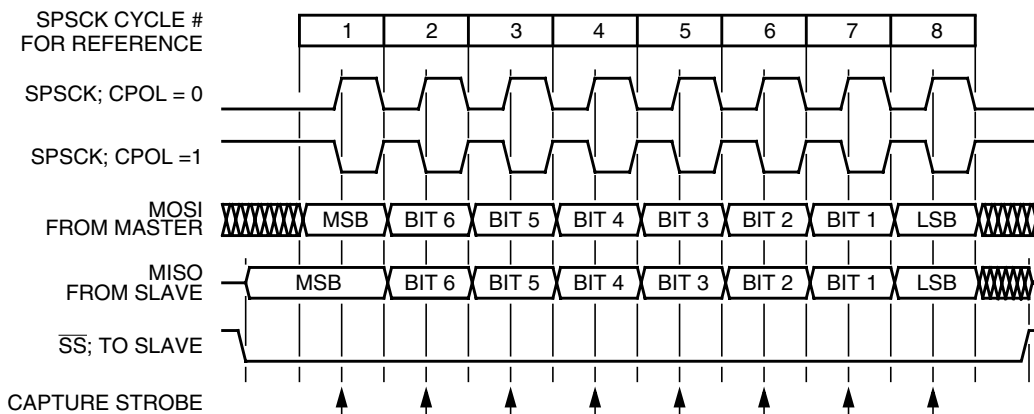 SPSCK CYCLE #
FOR REFERENCE
1 2 3 4 5 6 7 8
SPSCK; CPOL = 0
SPSCK; CPOL =1
MOSI
FROM MASTER
MSB BIT 6 BIT 5 BIT 4 BIT 3 BIT 2 BIT 1 LSB
MISO
FROM SLAVE
MSB BIT 6 BIT 5 BIT 4 BIT 3 BIT 2 BIT 1 LSB
S̅S̅; TO SLAVE
CAPTURE STROBE